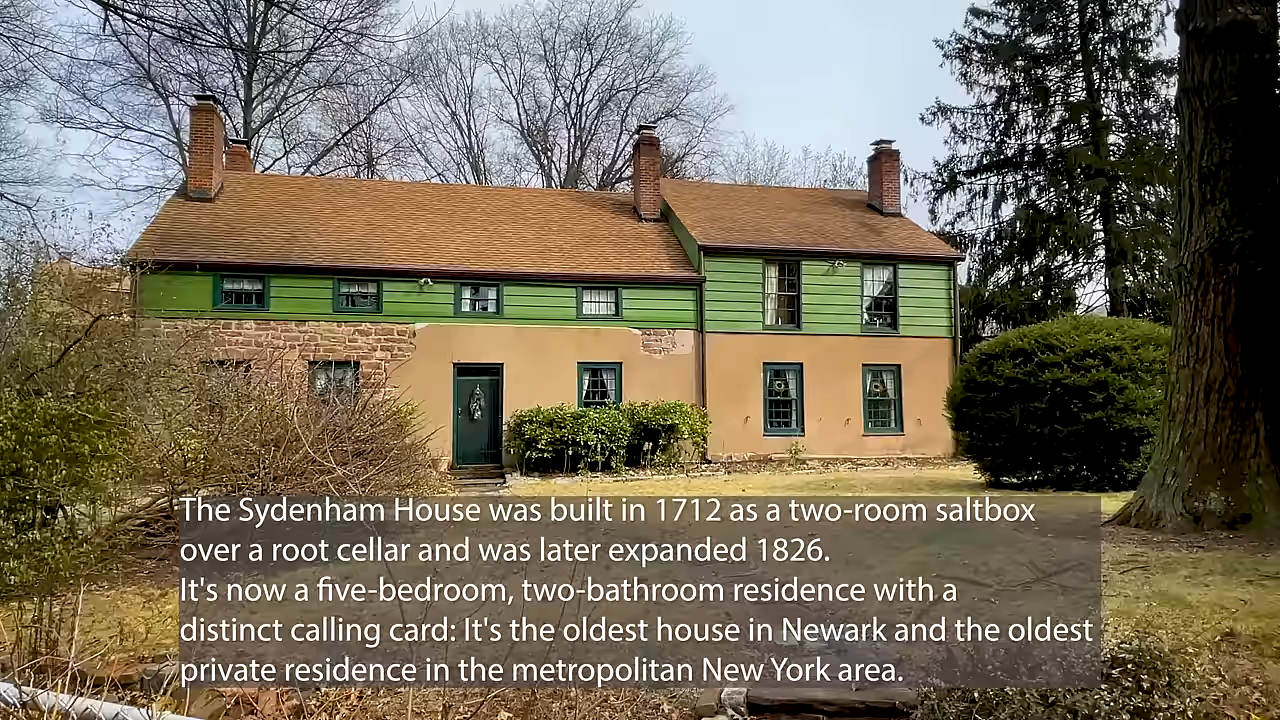 The Sydenham House was built in 1712 as a two-room saltbox
over a root cellar and was later expanded 1826.
It's now a five-bedroom, two-bathroom residence with a
distinct calling card: It's the oldest house in Newark and the oldest
private residence in the metropolitan New York area.